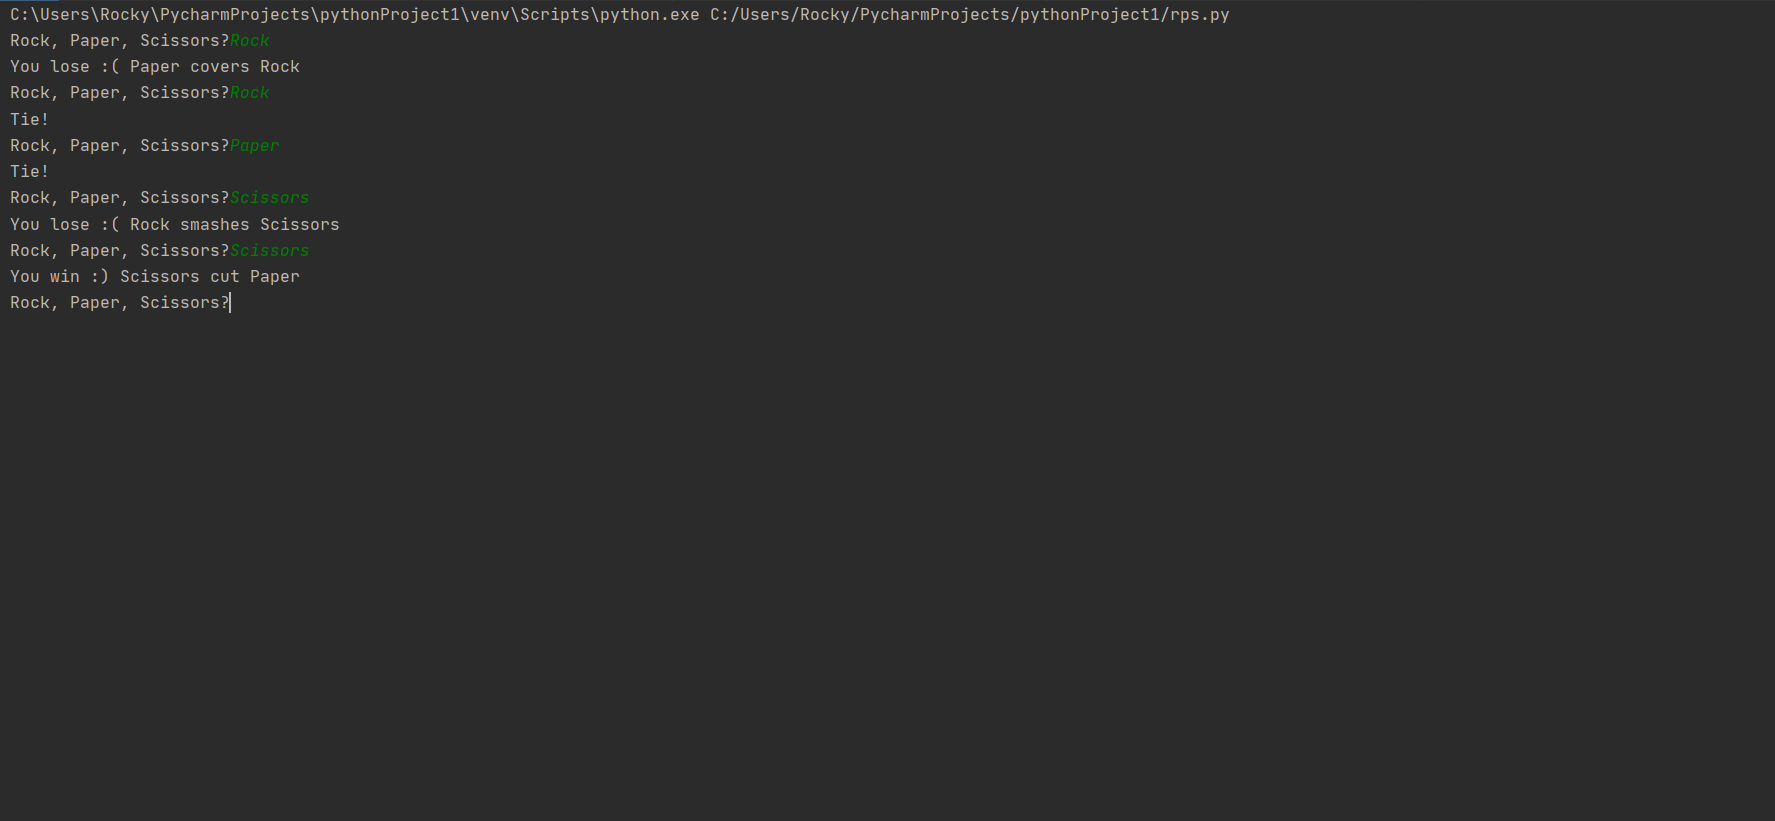 C:\Users\Rocky\PycharmProjects\pythonProject1\venv\Scripts\python.exe C:/Users/Rocky/PycharmProjects/pythonProject1/rps.py
Rock, Paper, Scissors?Rock
You lose :( Paper covers Rock
Rock, Paper, Scissors?Rock
Tie!
Rock, Paper, Scissors?Paper
Tie!
Rock, Paper, Scissors?Scissors
You lose :( Rock smashes Scissors
Rock, Paper, Scissors?Scissors
You win :) Scissors cut Paper
Rock, Paper, Scissors?